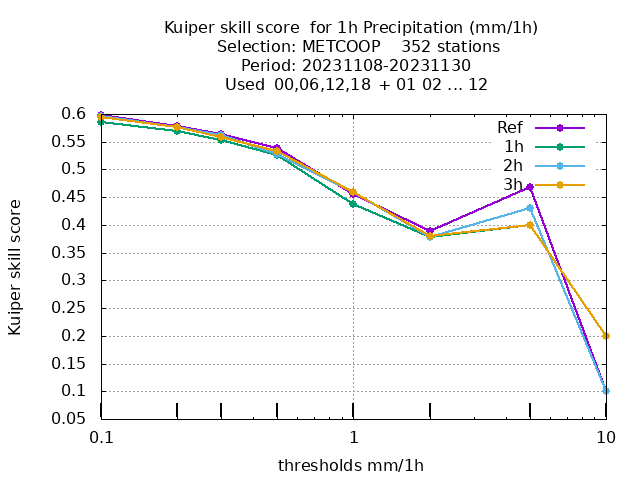 Kuiper skill score  for 1h Precipitation (mm/1h)
Selection: METCOOP    352 stations
Period: 20231108-20231130
Used  00,06,12,18  + 01 02 ... 12
Ref
1h
2h
3h
0.6
0.55
0.5
0.45
0.4
0.35
0.3
0.25
0.2
0.15
0.1
0.05
Kuiper skill score
0.1
1
10
thresholds mm/1h